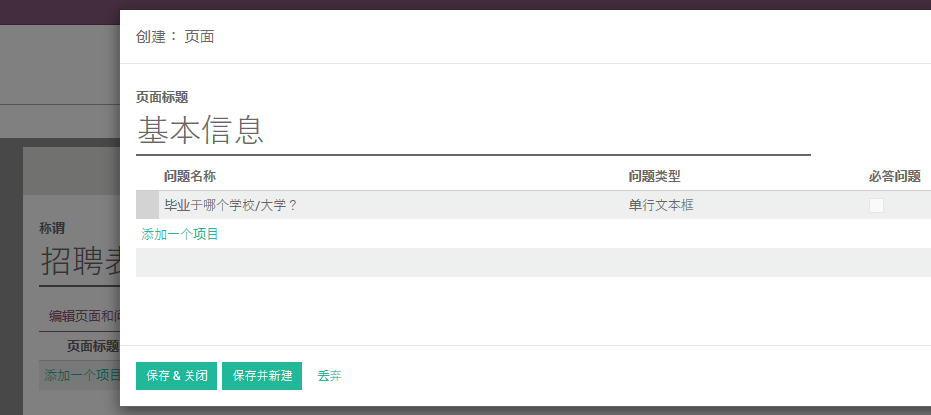 创建： 页面
页面标题
基本信息
问题名称 问题类型 必答问题
毕业于哪个学校/大学？ 单行文本框
添加一个项目
称谓
招聘表
编辑页面和问
页面标题
添加一个项目
保存 & 关闭 保存并新建 丢弃